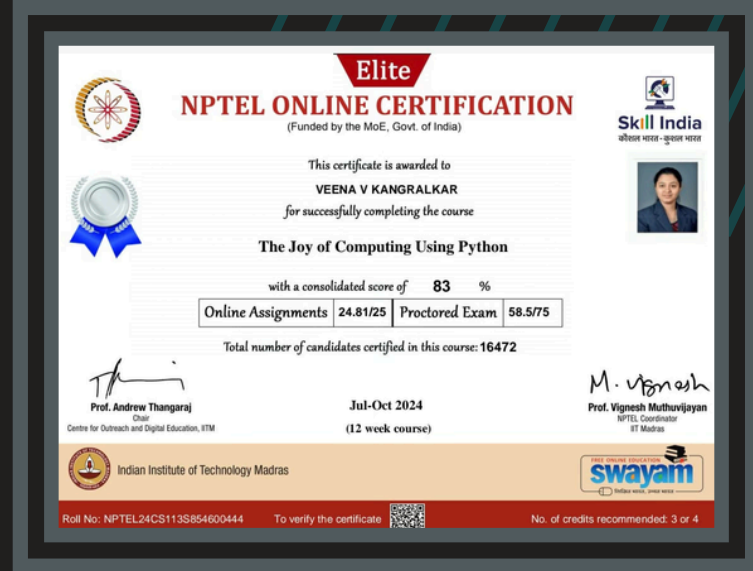 Elite
NPTEL ONLINE CERTIFICATION
(Funded by the MoE, Govt. of India)
Skill India
कौशल भारत - कुशल भारत
This certificate is awarded to
VEENA V KANGRALKAR
for successfully completing the course
The Joy of Computing Using Python
with a consolidated score of 83 %
Online Assignments 24.81/25 Proctored Exam 58.5/75
Total number of candidates certified in this course: 16472
M. Vignesh
Prof. Andrew Thangaraj
Chair
Centre for Outreach and Digital Education, IITM
Jul-Oct 2024
(12 week course)
Prof. Vignesh Muthuvijayan
NPTEL Coordinator
IIT Madras
Indian Institute of Technology Madras
FREE ONLINE EDUCATION
swayam
शिक्षित भारत, उन्नत भारत
Roll No: NPTEL24CS113S854600444 To verify the certificate No. of credits recommended: 3 or 4